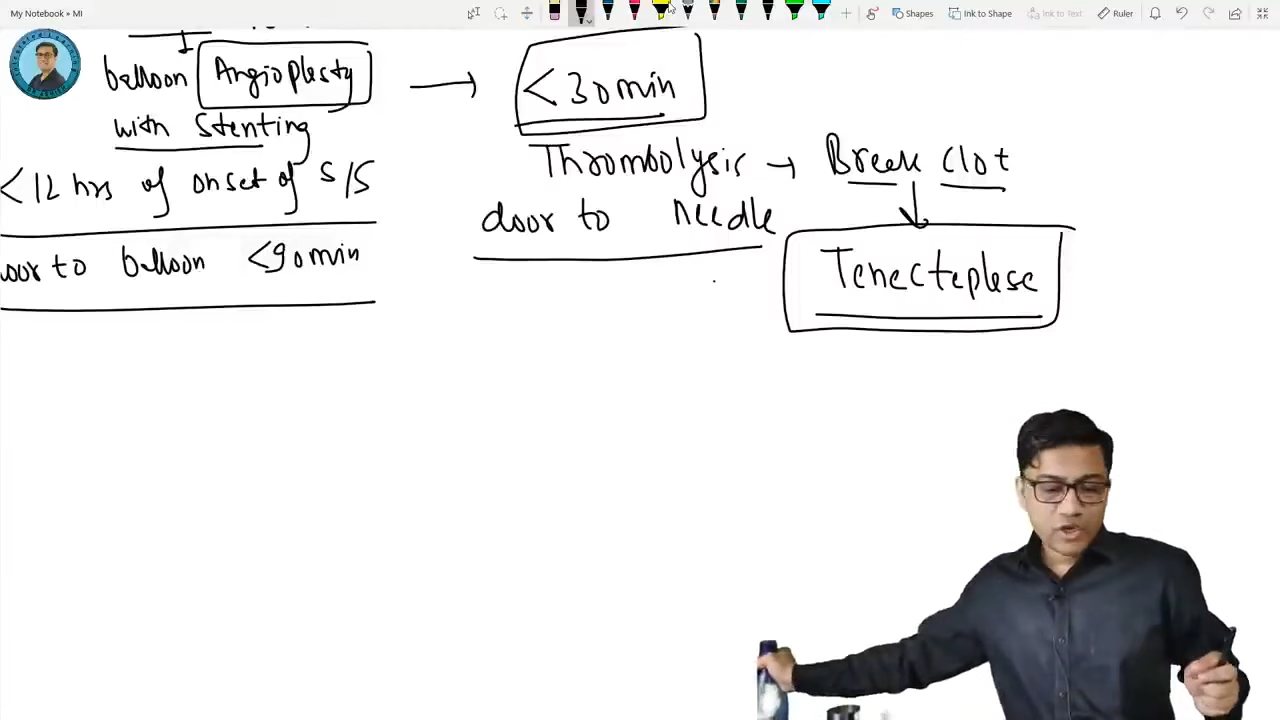 My Notebook » MI
Shapes
Ink to Shape
Ink to Text
Ruler
balloon Angioplasty
with stenting
<12 hrs of onset of S/S
oor to balloon <90min
<30min
Thrombolysis → Break clot
door to needle
Tenecteplase